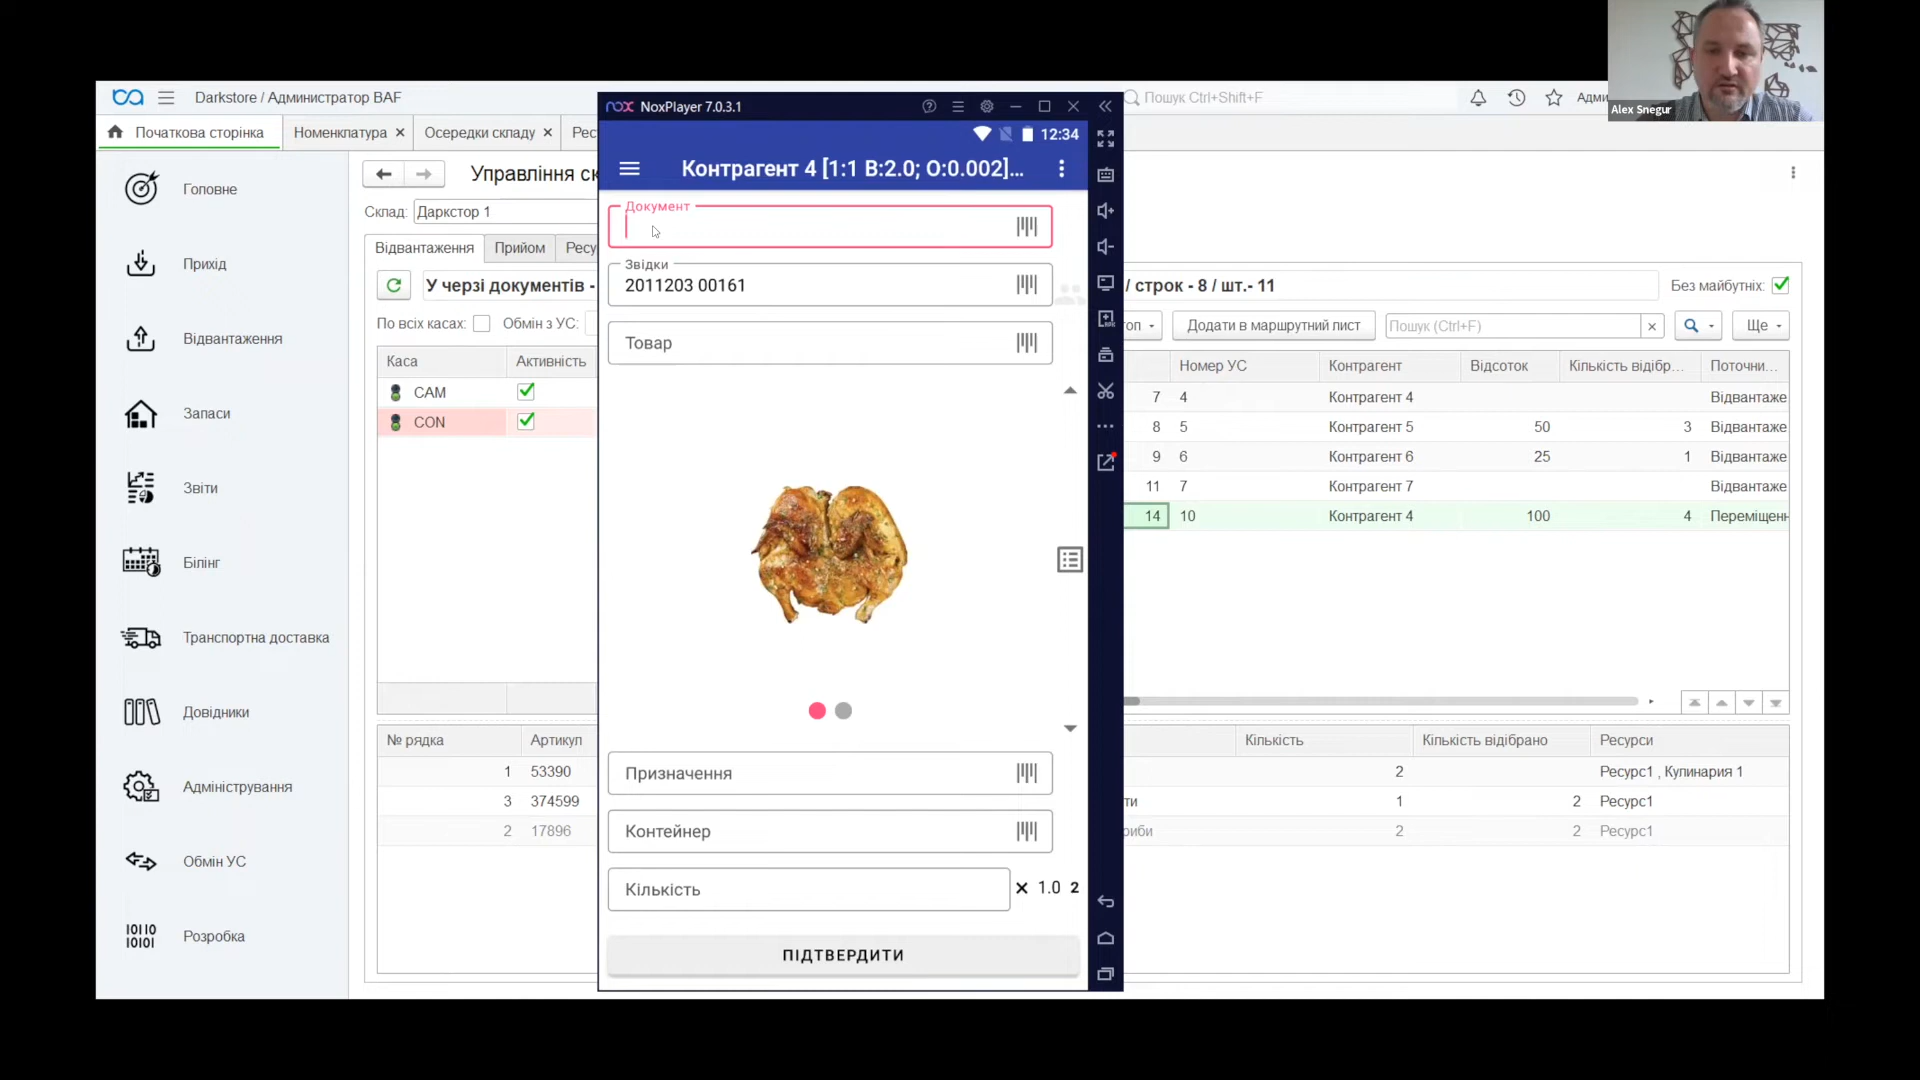 Alex Snegur
Darkstore / Администратор BAF
Пошук Ctrl+Shift+F
Початкова сторінка
Номенклатура
Осередки складу
Головне
Прихід
Відвантаження
Запаси
Звіти
Білінг
Транспортна доставка
Довідники
Адміністрування
Обмін УС
10110
10101
Розробка
Склад: Даркстор 1
Відвантаження
Прийом
У черзі документів -
По всіх касах:
Обмін з УС:
Каса
Активність
CAM
CON
№ рядка
Артикул
1 53390
3 374599
2 17896
nox NoxPlayer 7.0.3.1
12:34
Контрагент 4 [1:1 В:2.0; О:0.002]...
Документ
Звідки
2011203 00161
Товар
Призначення
Контейнер
Кількість
× 1.0 2
ПІДТВЕРДИТИ
/ строк - 8 / шт.- 11
Без майбутніх:
Додати в маршрутний лист
Пошук (Ctrl+F)
Ще
Номер УС
Контрагент
Відсоток
Кількість відібр...
Поточни...
7 4 Контрагент 4 Відвантаже
8 5 Контрагент 5 50 3 Відвантаже
9 6 Контрагент 6 25 1 Відвантаже
11 7 Контрагент 7 Відвантаже
14 10 Контрагент 4 100 4 Переміщенн
Кількість
Кількість відібрано
Ресурси
2 Ресурс1 , Кулинария 1
1 2 Ресурс1
2 2 Ресурс1